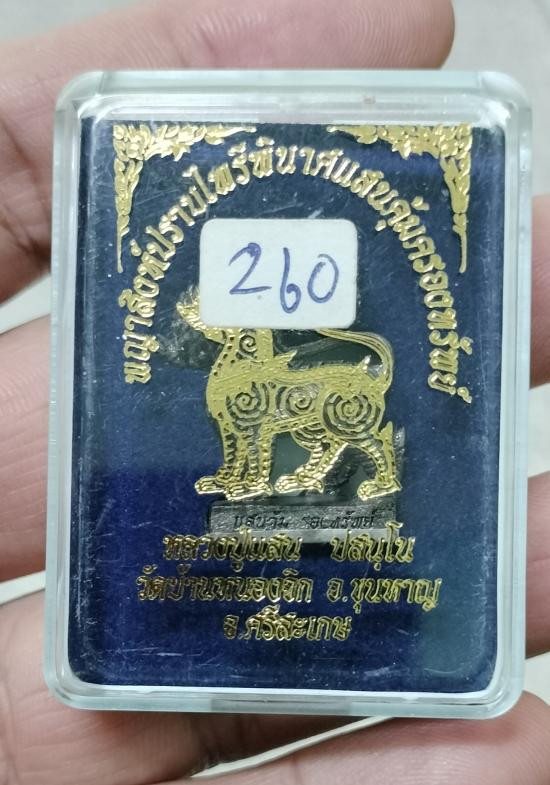 พญาสิงห์ปราบไพรีพินาศแสนคุ้มครองทรัพย์
260
หลวงปู่แสน ปสนฺโน
วัดบ้านหนองจิก อ.ขุนหาญ
จ.ศรีสะเกษ